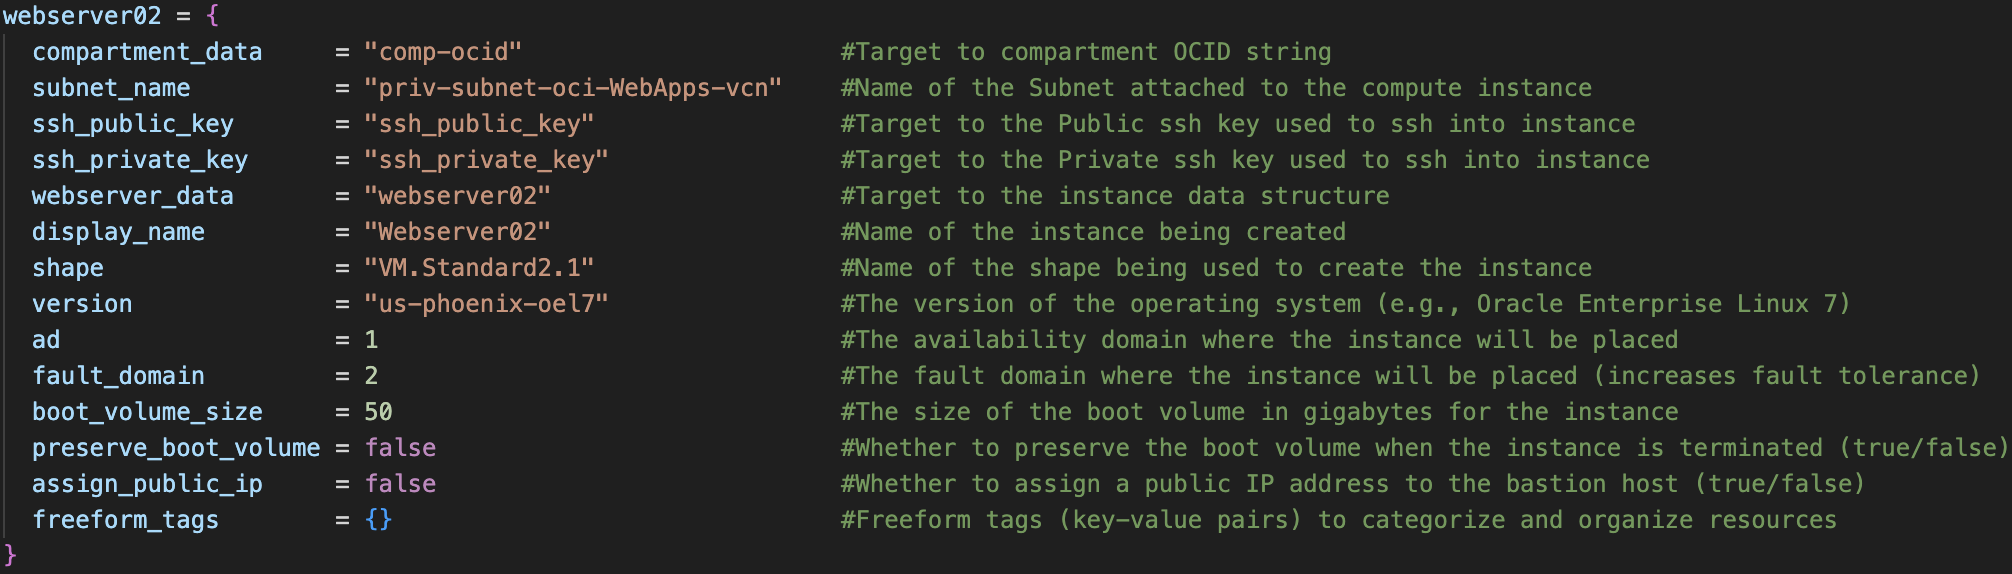 webserver02 = {
  compartment_data     = "comp-ocid"                      #Target to compartment OCID string
  subnet_name          = "priv-subnet-oci-WebApps-vcn"    #Name of the Subnet attached to the compute instance
  ssh_public_key       = "ssh_public_key"                 #Target to the Public ssh key used to ssh into instance
  ssh_private_key      = "ssh_private_key"                #Target to the Private ssh key used to ssh into instance
  webserver_data       = "webserver02"                    #Target to the instance data structure
  display_name         = "Webserver02"                    #Name of the instance being created
  shape                = "VM.Standard2.1"                 #Name of the shape being used to create the instance
  version              = "us-phoenix-oel7"                #The version of the operating system (e.g., Oracle Enterprise Linux 7)
  ad                   = 1                                #The availability domain where the instance will be placed
  fault_domain         = 2                                #The fault domain where the instance will be placed (increases fault tolerance)
  boot_volume_size     = 50                               #The size of the boot volume in gigabytes for the instance
  preserve_boot_volume = false                            #Whether to preserve the boot volume when the instance is terminated (true/false)
  assign_public_ip     = false                            #Whether to assign a public IP address to the bastion host (true/false)
  freeform_tags        = {}                               #Freeform tags (key-value pairs) to categorize and organize resources
}